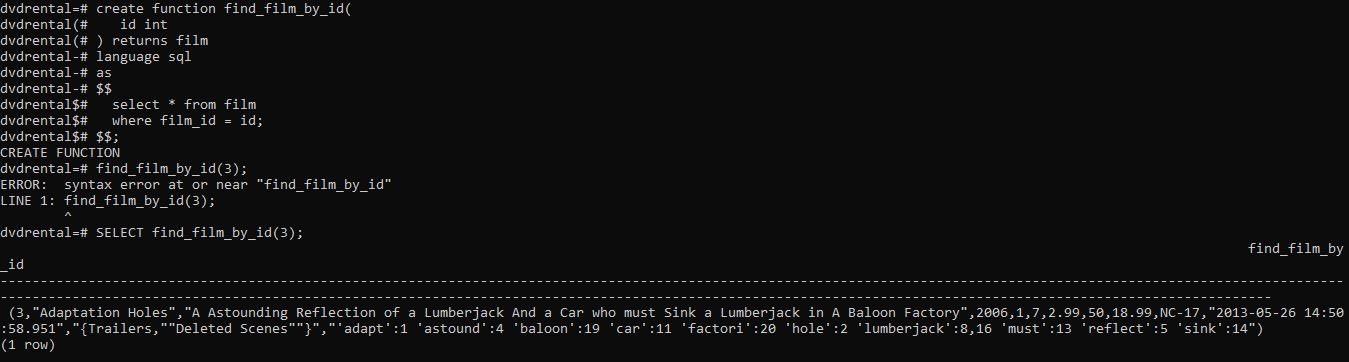 dvdrental=# create function find_film_by_id(
dvdrental(#    id int
dvdrental(# ) returns film
dvdrental-# language sql
dvdrental-# as
dvdrental-# $$
dvdrental$#   select * from film
dvdrental$#   where film_id = id;
dvdrental$# $$;
CREATE FUNCTION
dvdrental=# find_film_by_id(3);
ERROR:  syntax error at or near "find_film_by_id"
LINE 1: find_film_by_id(3);
        ^
dvdrental=# SELECT find_film_by_id(3);
find_film_by
_id
------------------------------------------------------------------------------------------------------------------------------------------------------------------------
---------------------------------------------------------------------------------------------------------------------------------------------------------------
 (3,"Adaptation Holes","A Astounding Reflection of a Lumberjack And a Car who must Sink a Lumberjack in A Baloon Factory",2006,1,7,2.99,50,18.99,NC-17,"2013-05-26 14:50
:58.951","{Trailers,""Deleted Scenes""}","'adapt':1 'astound':4 'baloon':19 'car':11 'factori':20 'hole':2 'lumberjack':8,16 'must':13 'reflect':5 'sink':14")
(1 row)